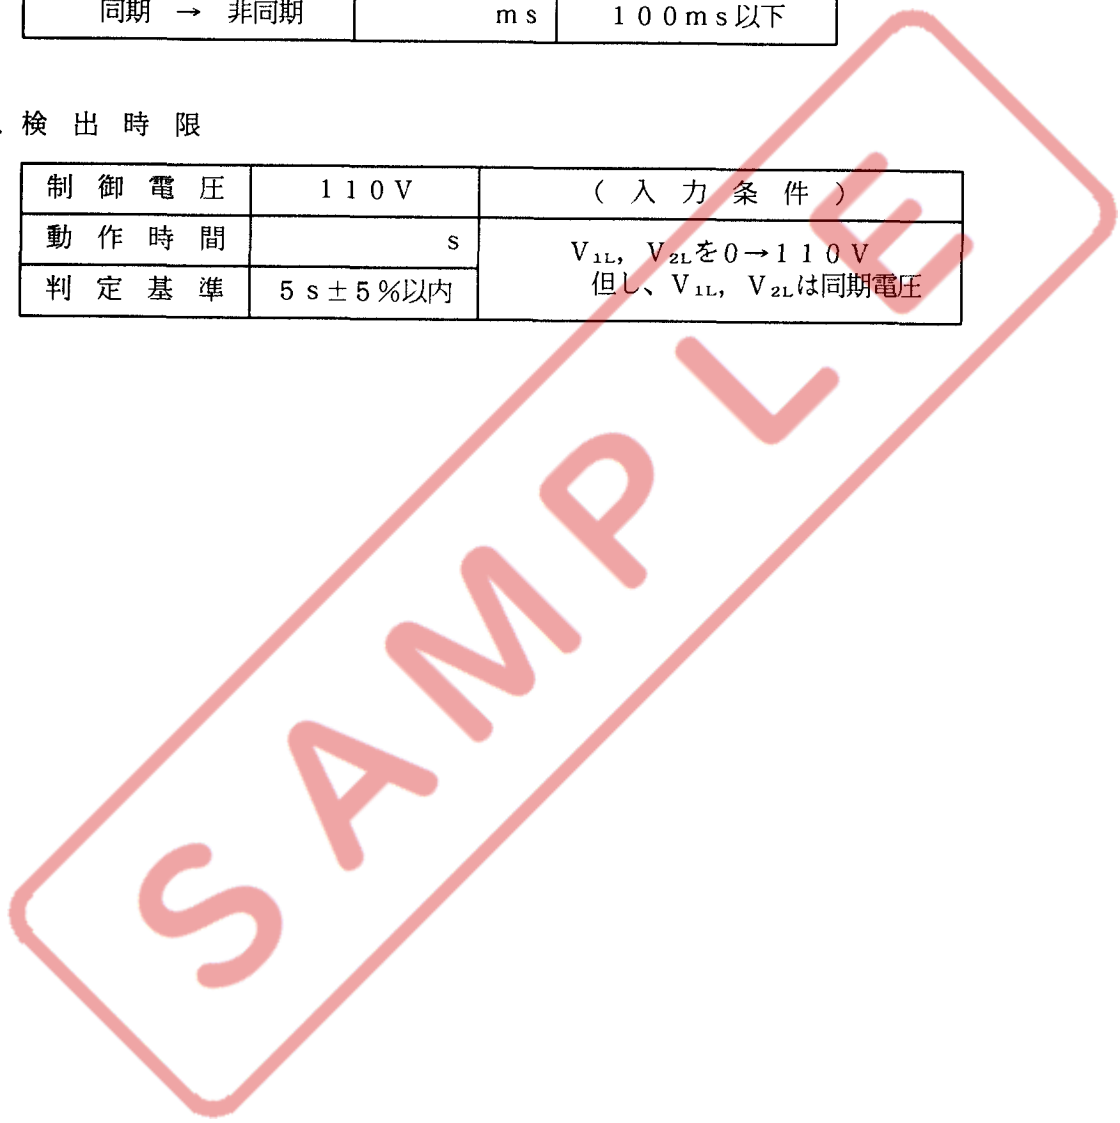 同期 → 非同期 ms 100ms以下
. 検出時限
制御電圧 110V (入力条件)
動作時間 s V₁L, V₂Lを0→110V
但し、V₁L, V₂Lは同期電圧
判定基準 5s±5%以内
SAMPLE